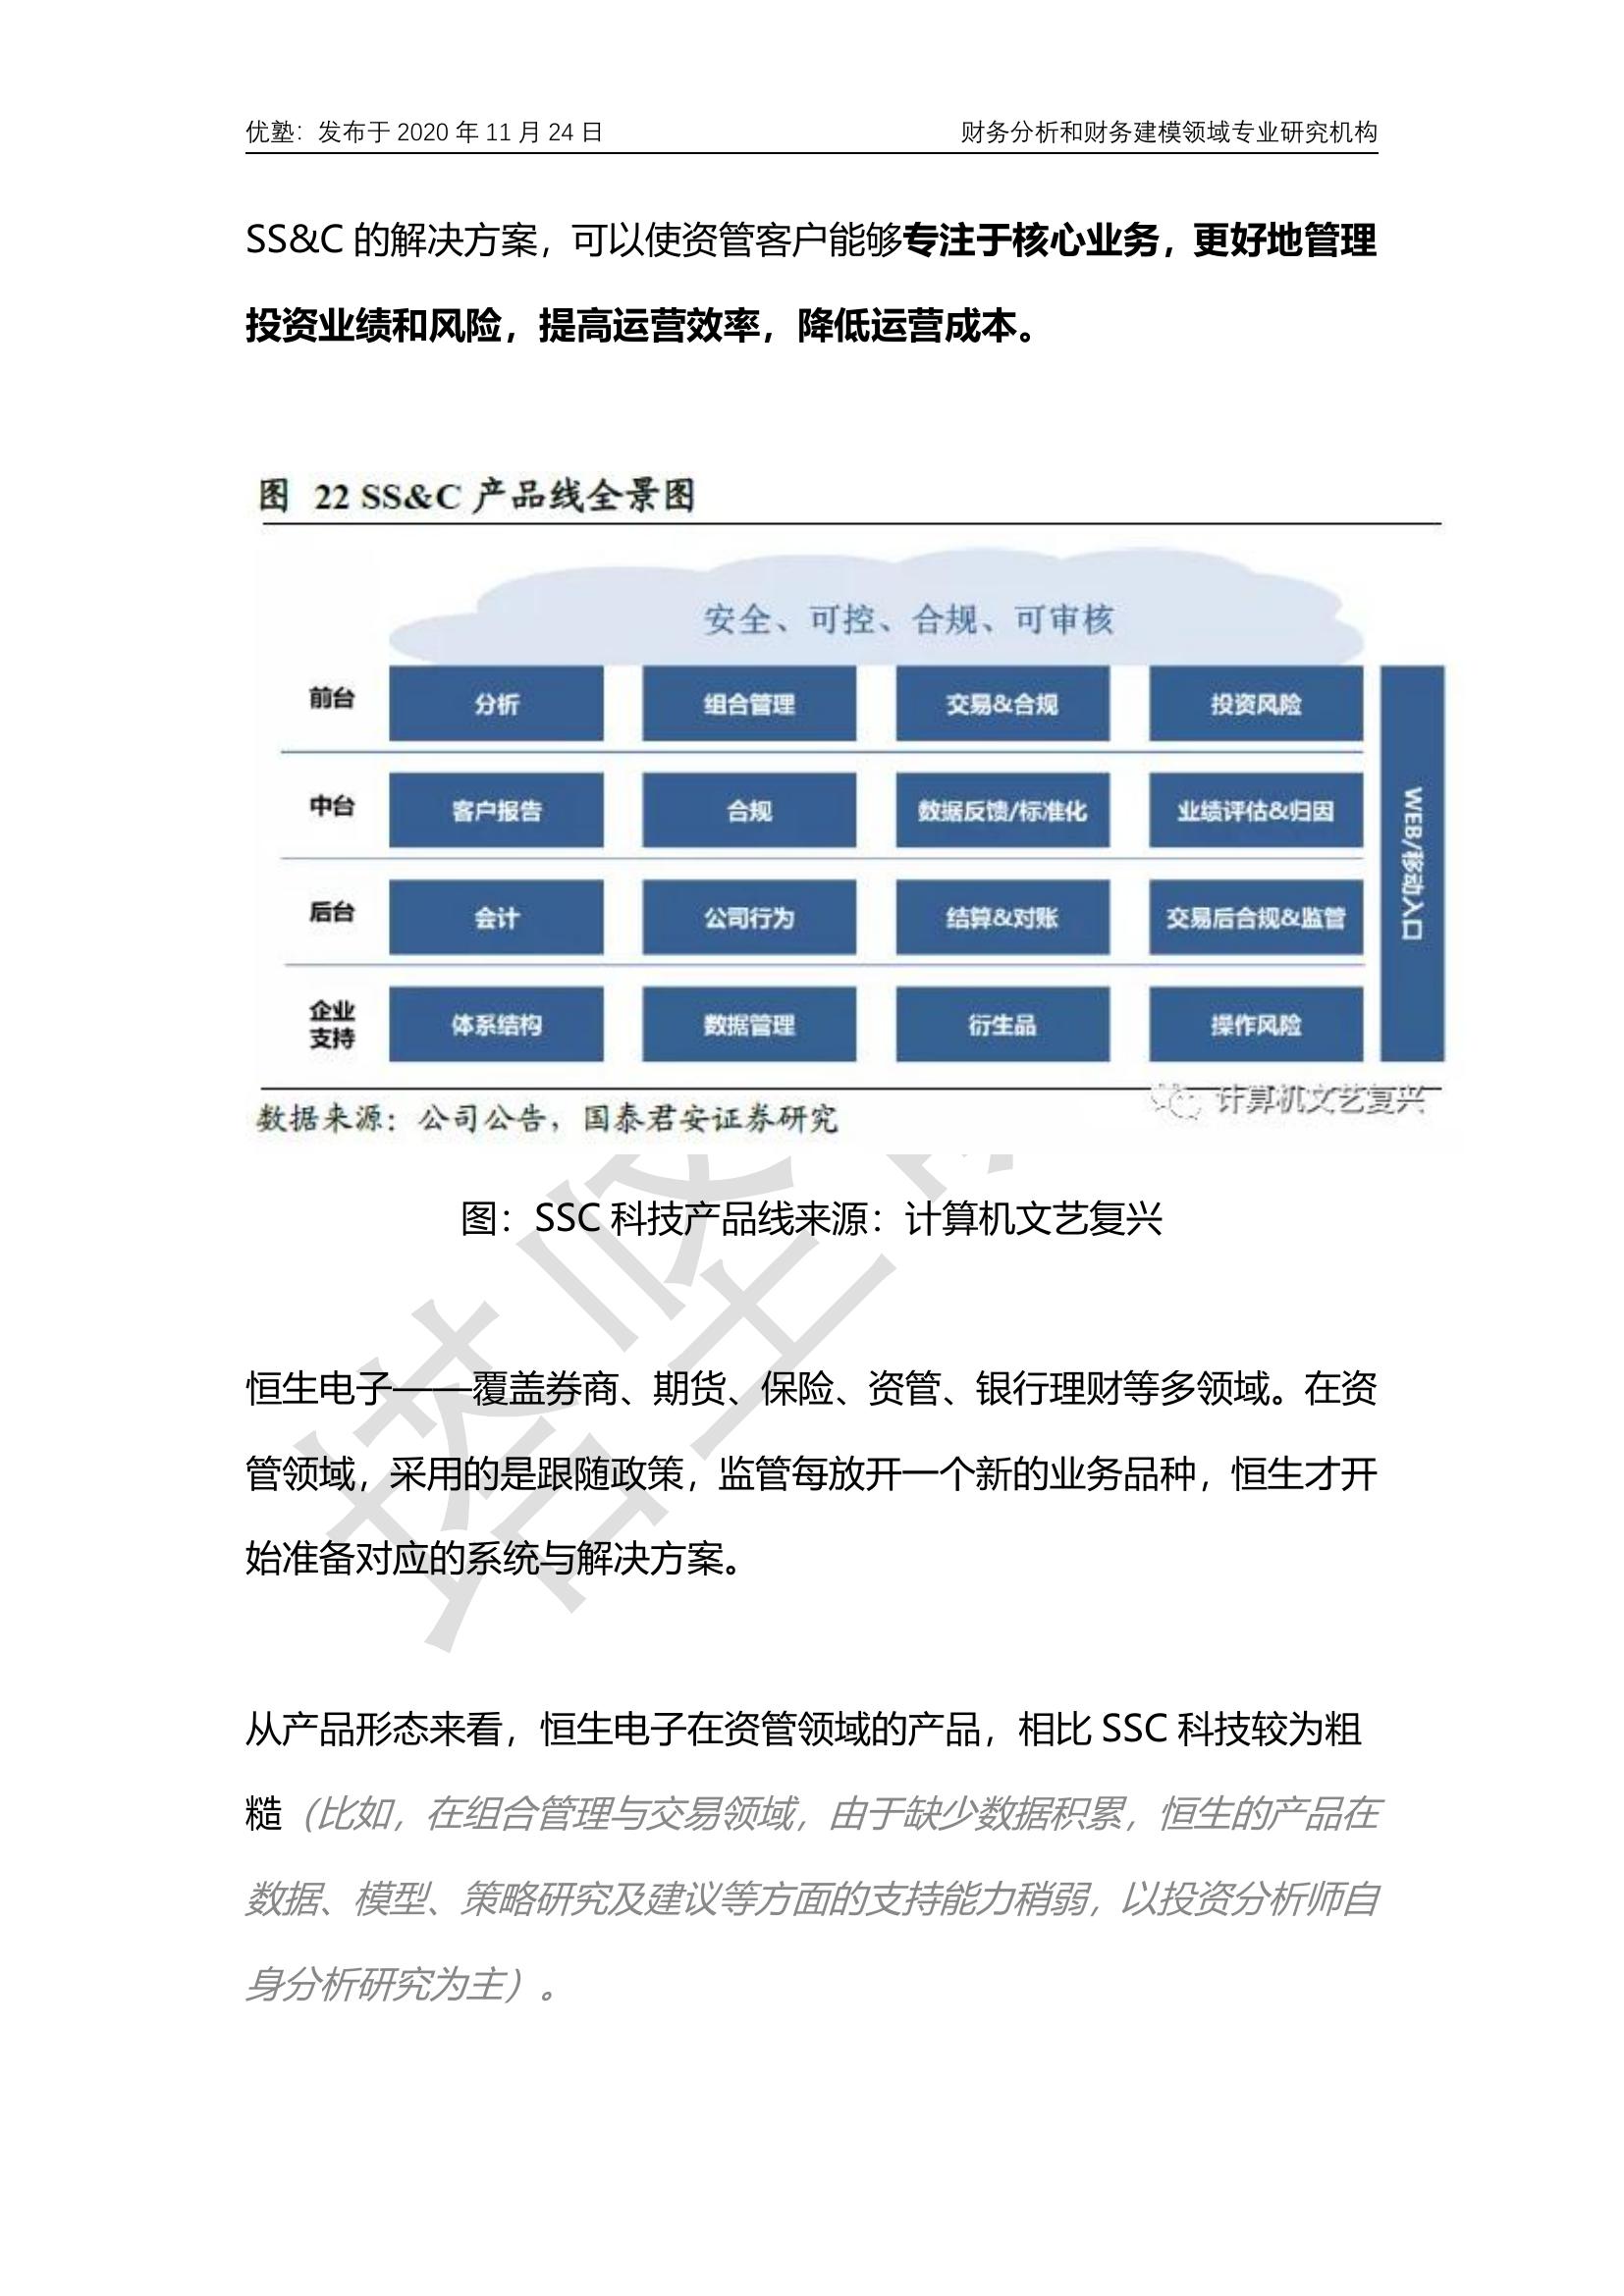 优塾：发布于 2020 年 11 月 24 日
财务分析和财务建模领域专业研究机构
SS&C 的解决方案，可以使资管客户能够专注于核心业务，更好地管理
投资业绩和风险，提高运营效率，降低运营成本。
图 22 SS&C 产品线全景图
安全、可控、合规、可审核
前台
分析
组合管理
交易&合规
投资风险
中台
客户报告
合规
数据反馈/标准化
业绩评估&归因
后台
会计
公司行为
结算&对账
交易后合规&监管
企业
支持
体系结构
数据管理
衍生品
操作风险
WEB/移动入口
数据来源：公司公告，国泰君安证券研究
计算机文艺复兴
图：SSC 科技产品线来源：计算机文艺复兴
恒生电子——覆盖券商、期货、保险、资管、银行理财等多领域。在资
管领域，采用的是跟随政策，监管每放开一个新的业务品种，恒生才开
始准备对应的系统与解决方案。
从产品形态来看，恒生电子在资管领域的产品，相比 SSC 科技较为粗
糙（比如，在组合管理与交易领域，由于缺少数据积累，恒生的产品在
数据、模型、策略研究及建议等方面的支持能力稍弱，以投资分析师自
身分析研究为主）。